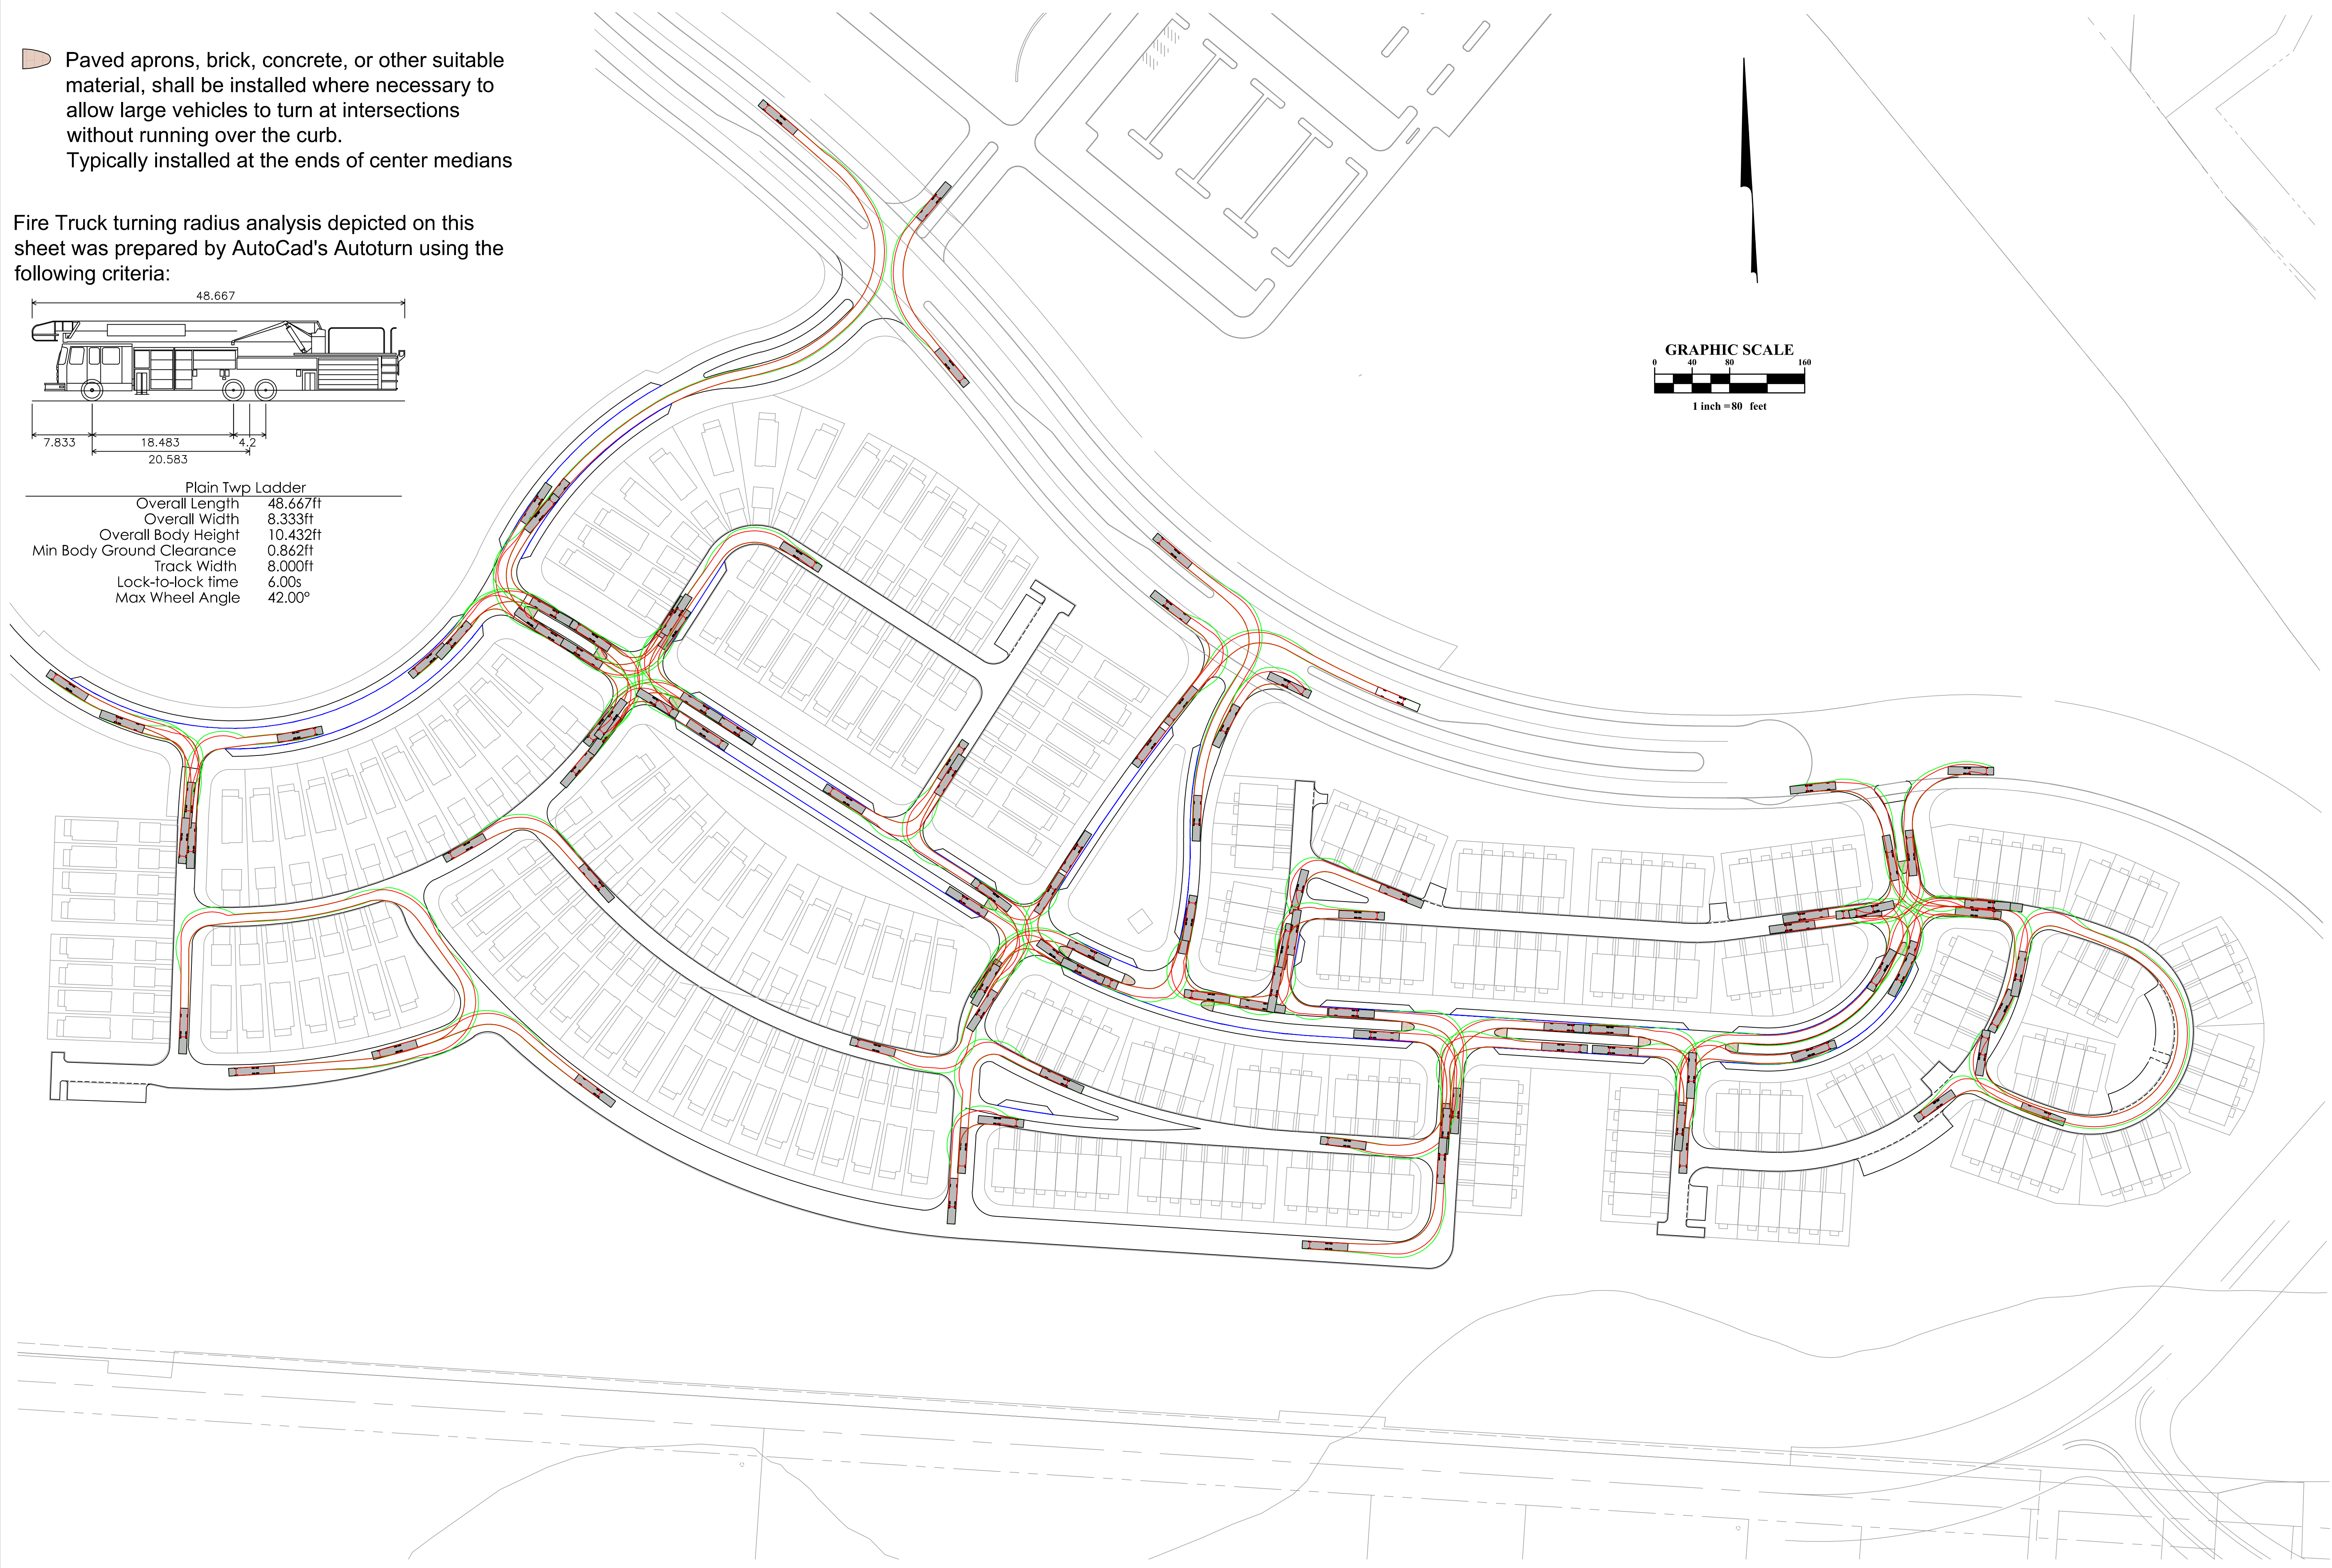 Paved aprons, brick, concrete, or other suitable
material, shall be installed where necessary to
allow large vehicles to turn at intersections
without running over the curb.
Typically installed at the ends of center medians
Fire Truck turning radius analysis depicted on this
sheet was prepared by AutoCad's Autoturn using the
following criteria:
48.667
7.833 18.483 4.2
20.583
Plain Twp Ladder
Overall Length 48.667ft
Overall Width 8.333ft
Overall Body Height 10.432ft
Min Body Ground Clearance 0.862ft
Track Width 8.000ft
Lock-to-lock time 6.00s
Max Wheel Angle 42.00°
GRAPHIC SCALE
0 40 80 160
1 inch = 80 feet